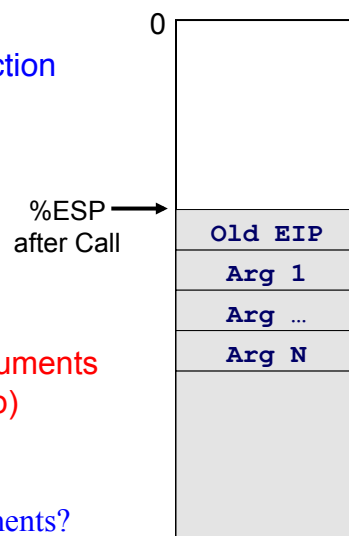 0
ction
%ESP
after Call
Old EIP
Arg 1
Arg …
Arg N
uments
o)
nents?